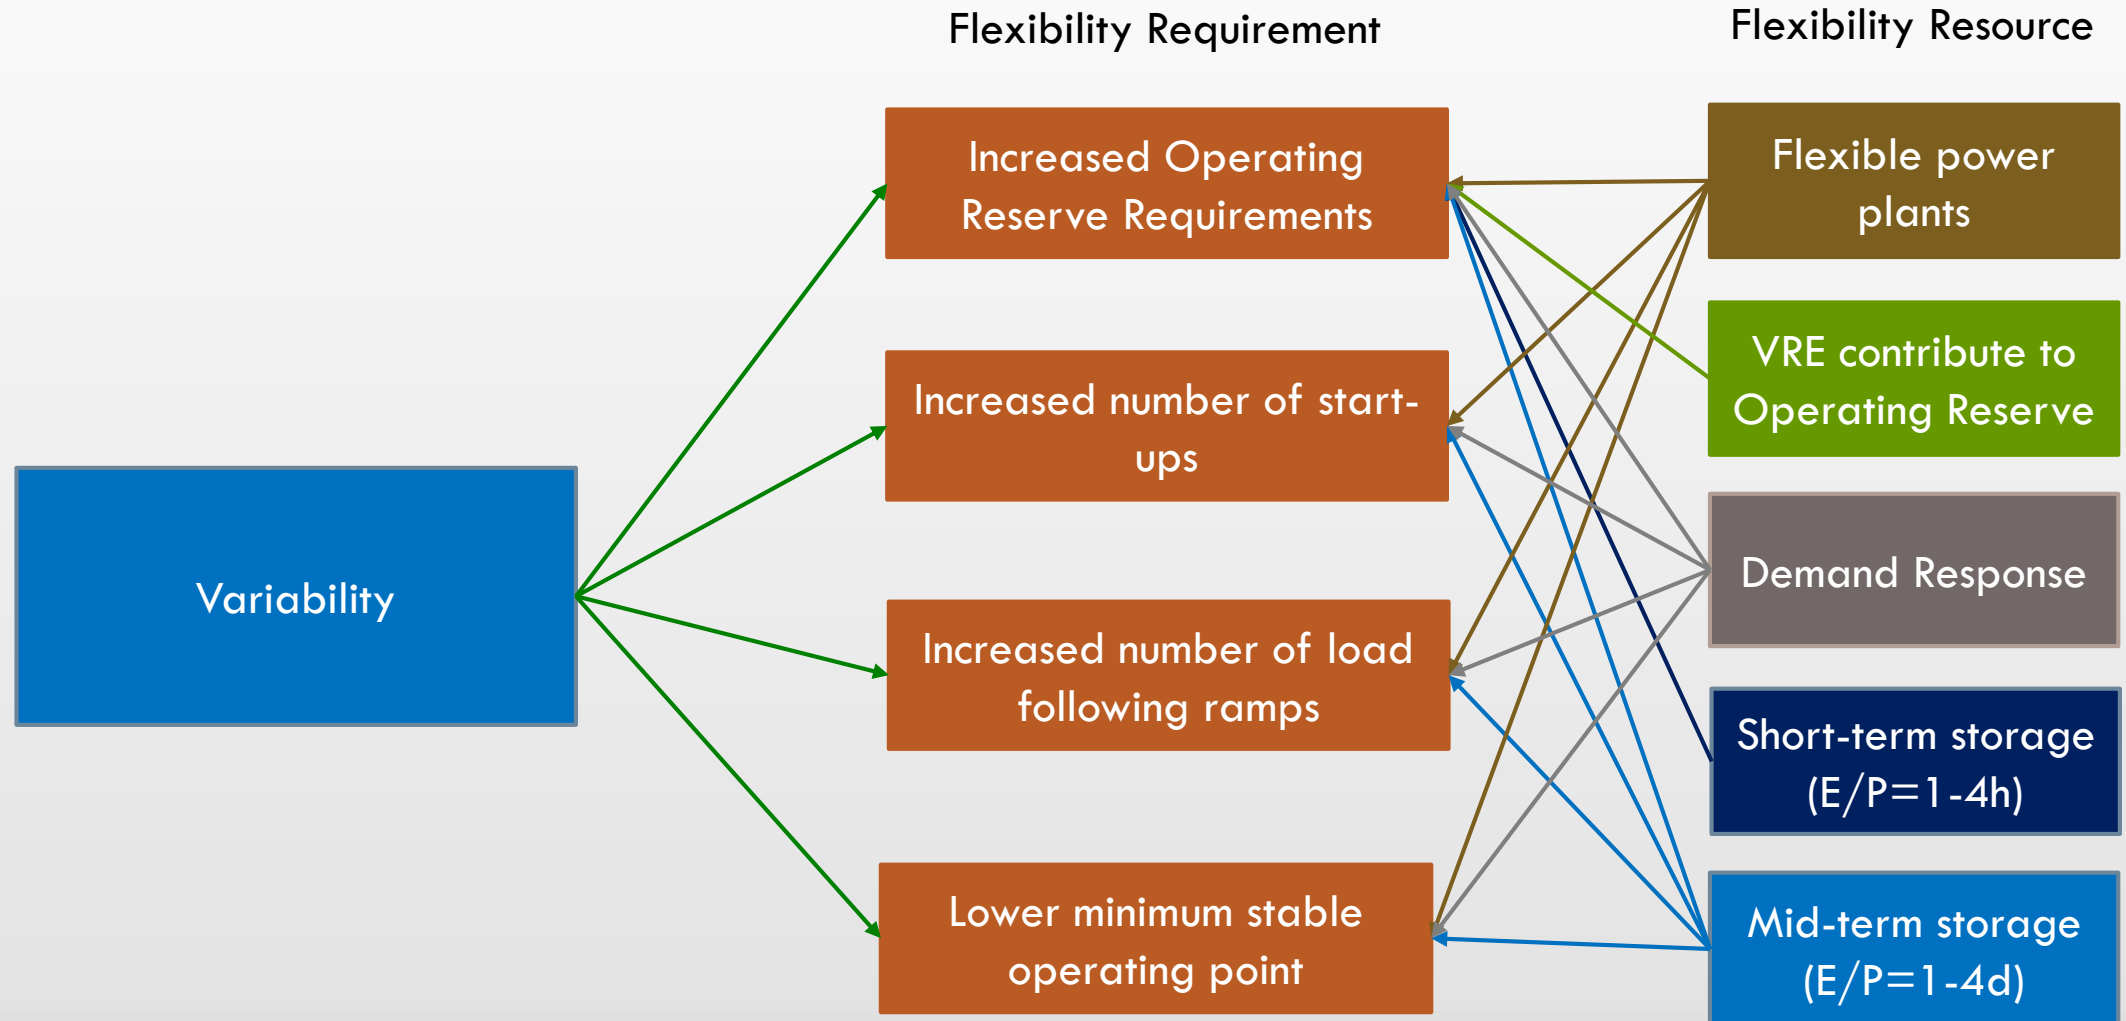 Flexibility Requirement
Flexibility Resource
Increased Operating
Reserve Requirements
Increased number of start-
ups
Increased number of load
following ramps
Lower minimum stable
operating point
Variability
Flexible power
plants
VRE contribute to
Operating Reserve
Demand Response
Short-term storage
(E/P=1-4h)
Mid-term storage
(E/P=1-4d)